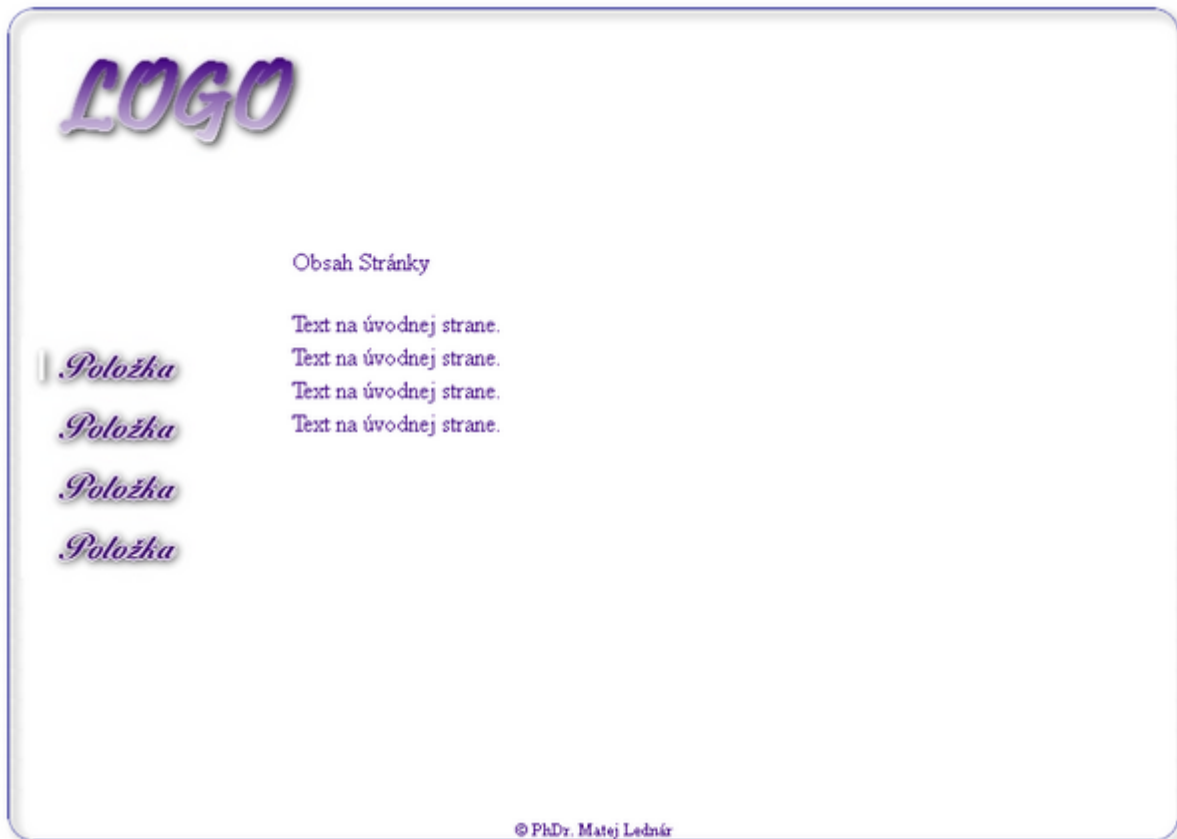 LOGO
Obsah Stránky
Text na úvodnej strane.
Text na úvodnej strane.
Text na úvodnej strane.
Text na úvodnej strane.
Položka
Položka
Položka
Položka
© PhDr. Matej Lednár